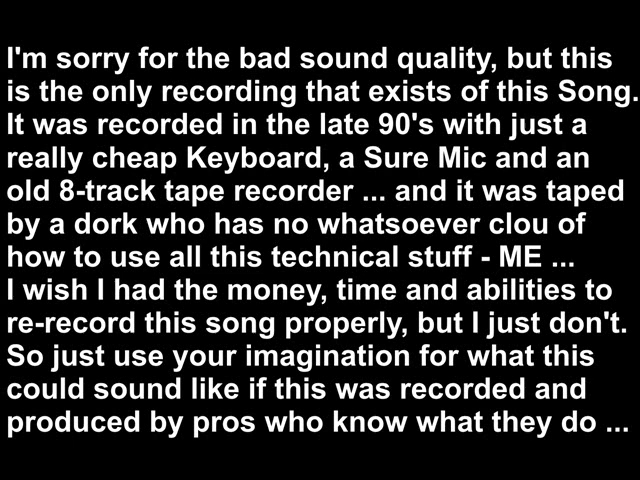 I'm sorry for the bad sound quality, but this
is the only recording that exists of this Song.
It was recorded in the late 90's with just a
really cheap Keyboard, a Sure Mic and an
old 8-track tape recorder ... and it was taped
by a dork who has no whatsoever clou of
how to use all this technical stuff - ME ...
I wish I had the money, time and abilities to
re-record this song properly, but I just don't.
So just use your imagination for what this
could sound like if this was recorded and
produced by pros who know what they do ...